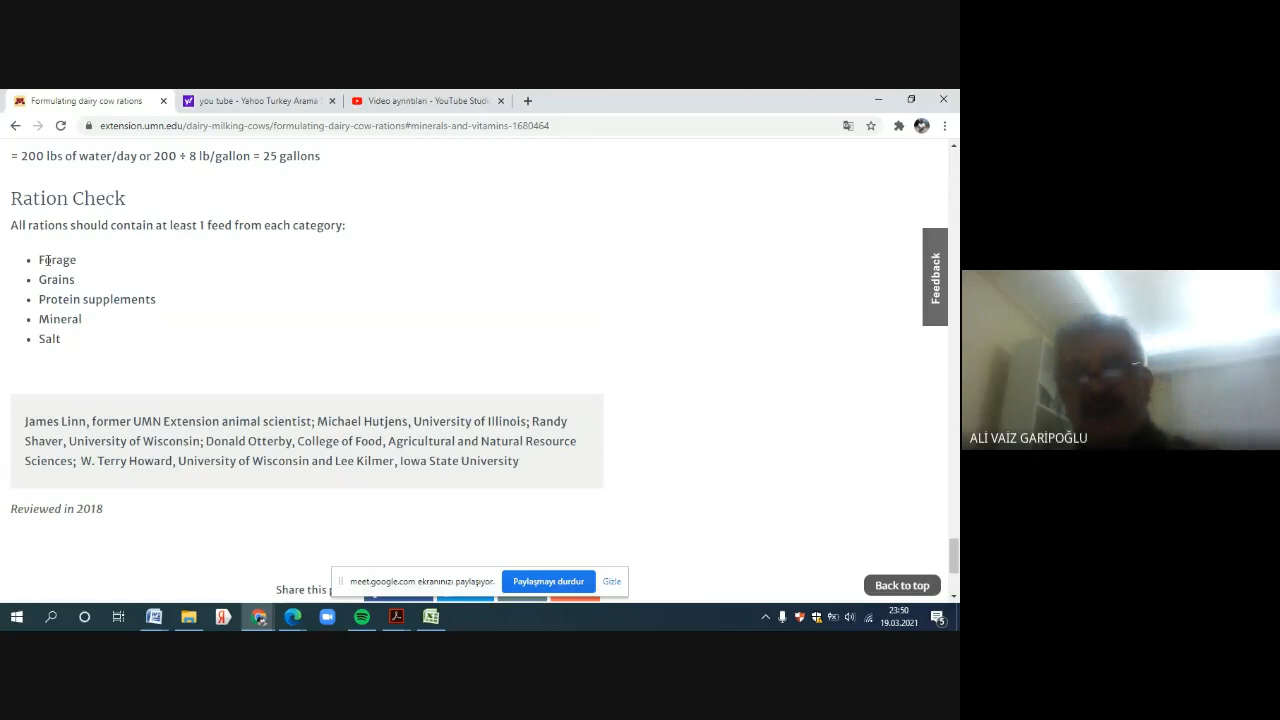 Formulating dairy cow rations
you tube - Yahoo Turkey Arama
Video ayrıntıları - YouTube Stud
extension.umn.edu/dairy-milking-cows/formulating-dairy-cow-rations#minerals-and-vitamins-1680464
= 200 lbs of water/day or 200 ÷ 8 lb/gallon = 25 gallons
Ration Check
All rations should contain at least 1 feed from each category:
• Forage
• Grains
• Protein supplements
• Mineral
• Salt
Feedback
ALİ VAİZ GARİPOĞLU
James Linn, former UMN Extension animal scientist; Michael Hutjens, University of Illinois; Randy
Shaver, University of Wisconsin; Donald Otterby, College of Food, Agricultural and Natural Resource
Sciences; W. Terry Howard, University of Wisconsin and Lee Kilmer, Iowa State University
Reviewed in 2018
meet.google.com ekranınızı paylaşıyor.
Paylaşmayı durdur
Gizle
Share this
Back to top
23:50
19.03.2021
5